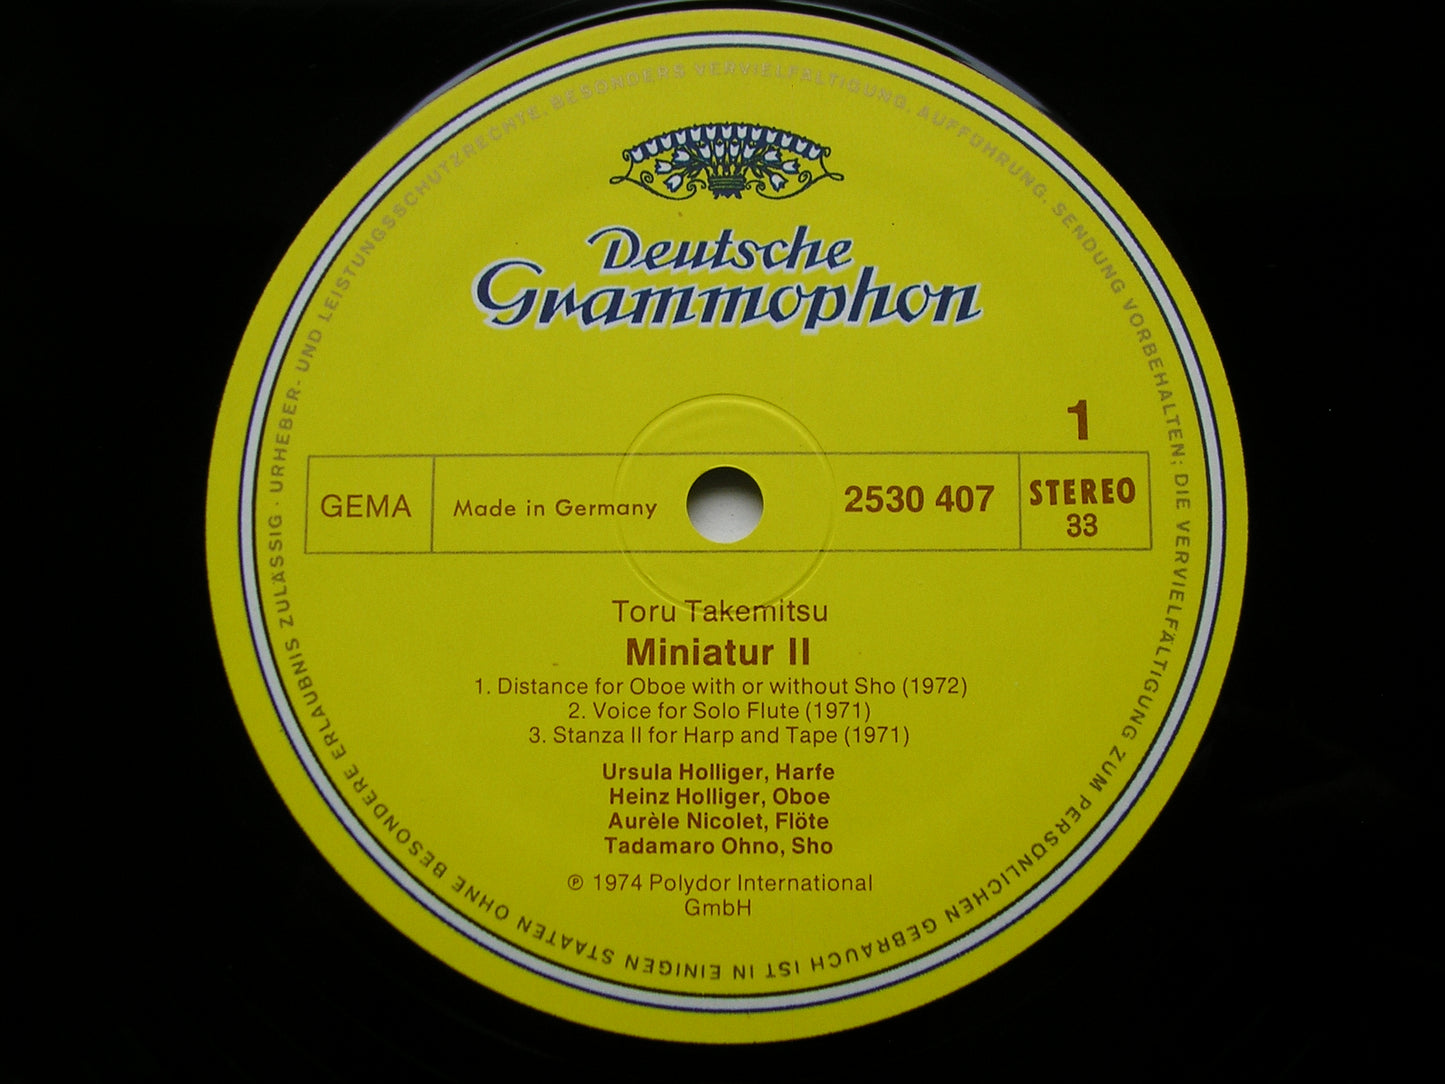 Deutsche
Grammophon
1
GEMA
Made in Germany
2530 407
STEREO
33
Toru Takemitsu
Miniatur II
1. Distance for Oboe with or without Sho (1972)
2. Voice for Solo Flute (1971)
3. Stanza II for Harp and Tape (1971)
Ursula Holliger, Harfe
Heinz Holliger, Oboe
Aurèle Nicolet, Flöte
Tadamaro Ohno, Sho
℗ 1974 Polydor International
GmbH
· URHEBER- UND LEISTUNGSSCHUTZRECHTE, BESONDERS VERVIELFÄLTIGUNG, AUFFÜHRUNG, SENDUNG VORBEHALTEN; DIE VERVIELFÄLTIGUNG ZUM PERSÖNLICHEN GEBRAUCH IST IN EINIGEN STAATEN OHNE BESONDERE ERLAUBNIS ZULÄSSIG